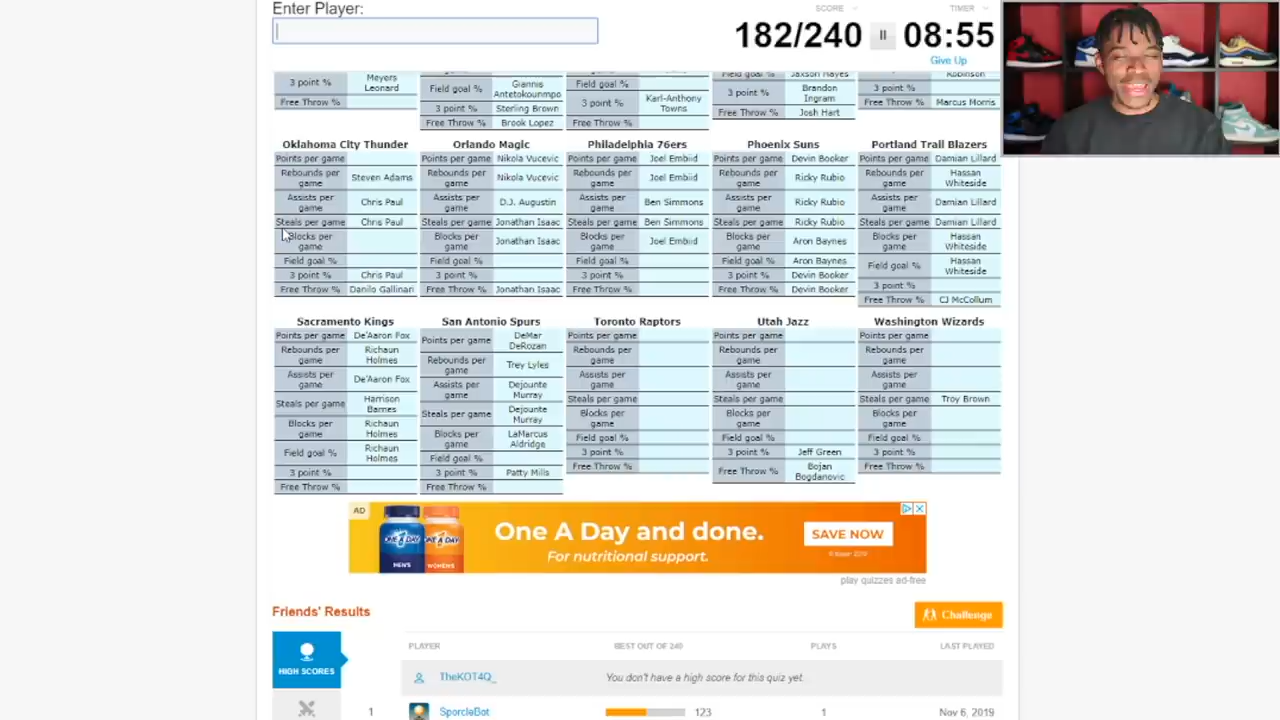 Enter Player:
SCORE
TIMER
182/240
08:55
Give Up
3 point % Meyers Leonard
Free Throw %
Field goal % Giannis Antetokounmpo
3 point % Sterling Brown
Free Throw % Brook Lopez
Field goal %
3 point % Karl-Anthony Towns
Free Throw %
Field goal % Jaxson Hayes
3 point % Brandon Ingram
Free Throw % Josh Hart
Robinson
3 point %
Free Throw % Marcus Morris
Oklahoma City Thunder
Points per game
Rebounds per game Steven Adams
Assists per game Chris Paul
Steals per game Chris Paul
Blocks per game
Field goal %
3 point % Chris Paul
Free Throw % Danilo Gallinari
Orlando Magic
Points per game Nikola Vucevic
Rebounds per game Nikola Vucevic
Assists per game D.J. Augustin
Steals per game Jonathan Isaac
Blocks per game Jonathan Isaac
Field goal %
3 point %
Free Throw % Jonathan Isaac
Philadelphia 76ers
Points per game Joel Embiid
Rebounds per game Joel Embiid
Assists per game Ben Simmons
Steals per game Ben Simmons
Blocks per game Joel Embiid
Field goal %
3 point %
Free Throw %
Phoenix Suns
Points per game Devin Booker
Rebounds per game Ricky Rubio
Assists per game Ricky Rubio
Steals per game Ricky Rubio
Blocks per game Aron Baynes
Field goal % Aron Baynes
3 point % Devin Booker
Free Throw % Devin Booker
Portland Trail Blazers
Points per game Damian Lillard
Rebounds per game Hassan Whiteside
Assists per game Damian Lillard
Steals per game Damian Lillard
Blocks per game Hassan Whiteside
Field goal % Hassan Whiteside
3 point %
Free Throw % CJ McCollum
Sacramento Kings
Points per game De'Aaron Fox
Rebounds per game Richaun Holmes
Assists per game De'Aaron Fox
Steals per game Harrison Barnes
Blocks per game Richaun Holmes
Field goal % Richaun Holmes
3 point %
Free Throw %
San Antonio Spurs
Points per game DeMar DeRozan
Rebounds per game Trey Lyles
Assists per game Dejounte Murray
Steals per game Dejounte Murray
Blocks per game LaMarcus Aldridge
Field goal %
3 point % Patty Mills
Free Throw %
Toronto Raptors
Points per game
Rebounds per game
Assists per game
Steals per game
Blocks per game
Field goal %
3 point %
Free Throw %
Utah Jazz
Points per game
Rebounds per game
Assists per game
Steals per game
Blocks per game
Field goal %
3 point % Jeff Green
Free Throw % Bojan Bogdanovic
Washington Wizards
Points per game
Rebounds per game
Assists per game
Steals per game Troy Brown
Blocks per game
Field goal %
3 point %
Free Throw %
AD
ONE A DAY
MEN'S
ONE A DAY
WOMEN'S
One A Day and done.
For nutritional support.
SAVE NOW
© Bayer 2019
play quizzes ad-free
Friends' Results
Challenge
HIGH SCORES
PLAYER BEST OUT OF 240 PLAYS LAST PLAYED
TheKOT4Q_ You don't have a high score for this quiz yet.
1 SporcleBot 123 1 Nov 6, 2019